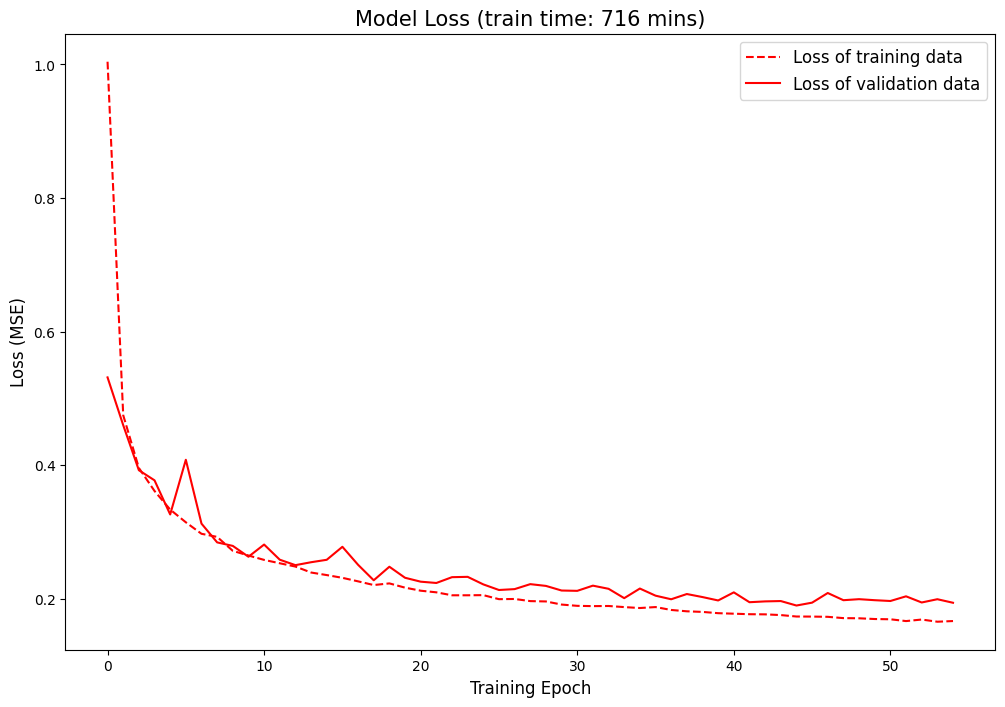 Model Loss (train time: 716 mins)
Loss of training data
Loss of validation data
Loss (MSE)
1.0
0.8
0.6
0.4
0.2
0 10 20 30 40 50
Training Epoch